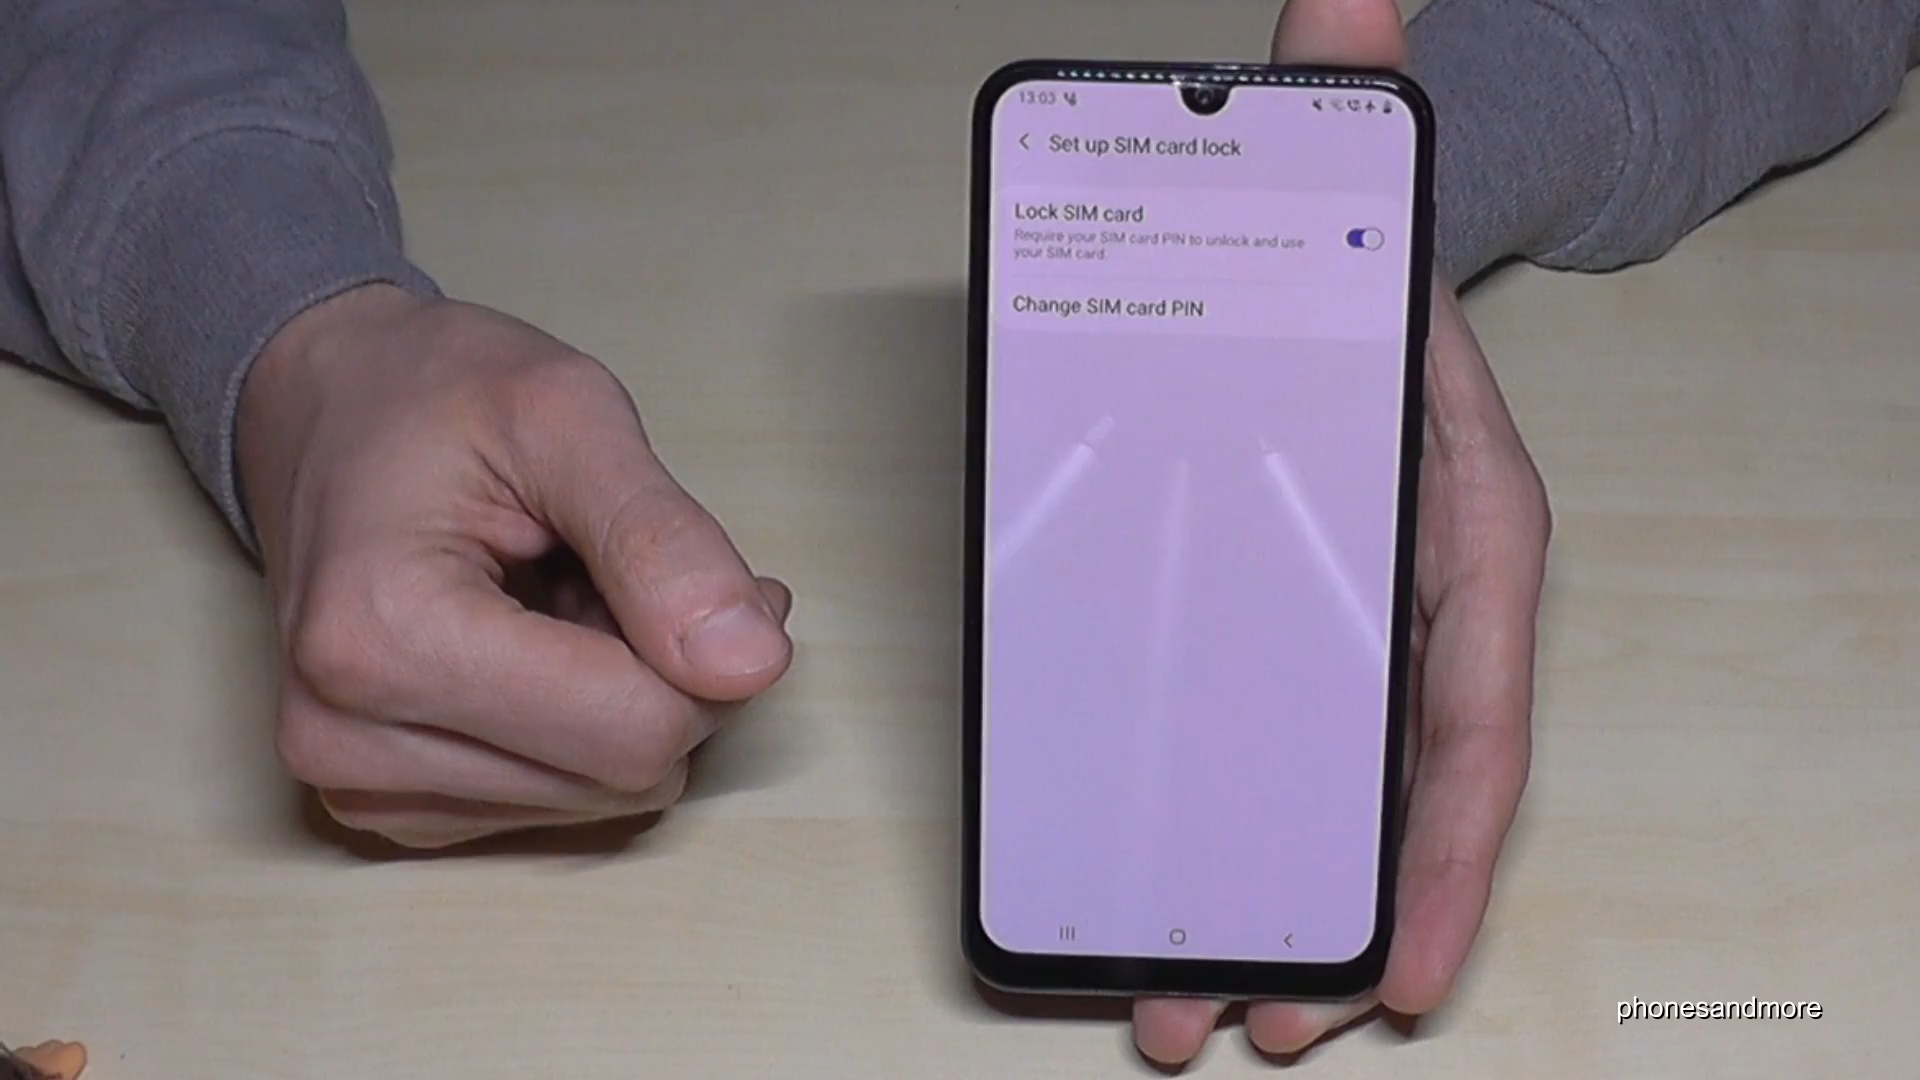 13:03
Set up SIM card lock
Lock SIM card
Require your SIM card PIN to unlock and use
your SIM card.
Change SIM card PIN
phonesandmore